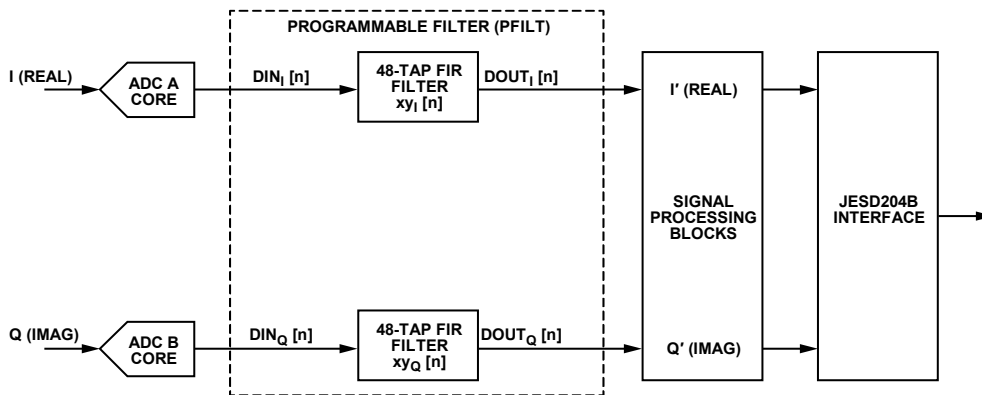 PROGRAMMABLE FILTER (PFILT)
I (REAL)
ADC A
CORE
DINI [n]
48-TAP FIR
FILTER
xyI [n]
DOUTI [n]
I′ (REAL)
SIGNAL
PROCESSING
BLOCKS
JESD204B
INTERFACE
Q (IMAG)
ADC B
CORE
DINQ [n]
48-TAP FIR
FILTER
xyQ [n]
DOUTQ [n]
Q′ (IMAG)